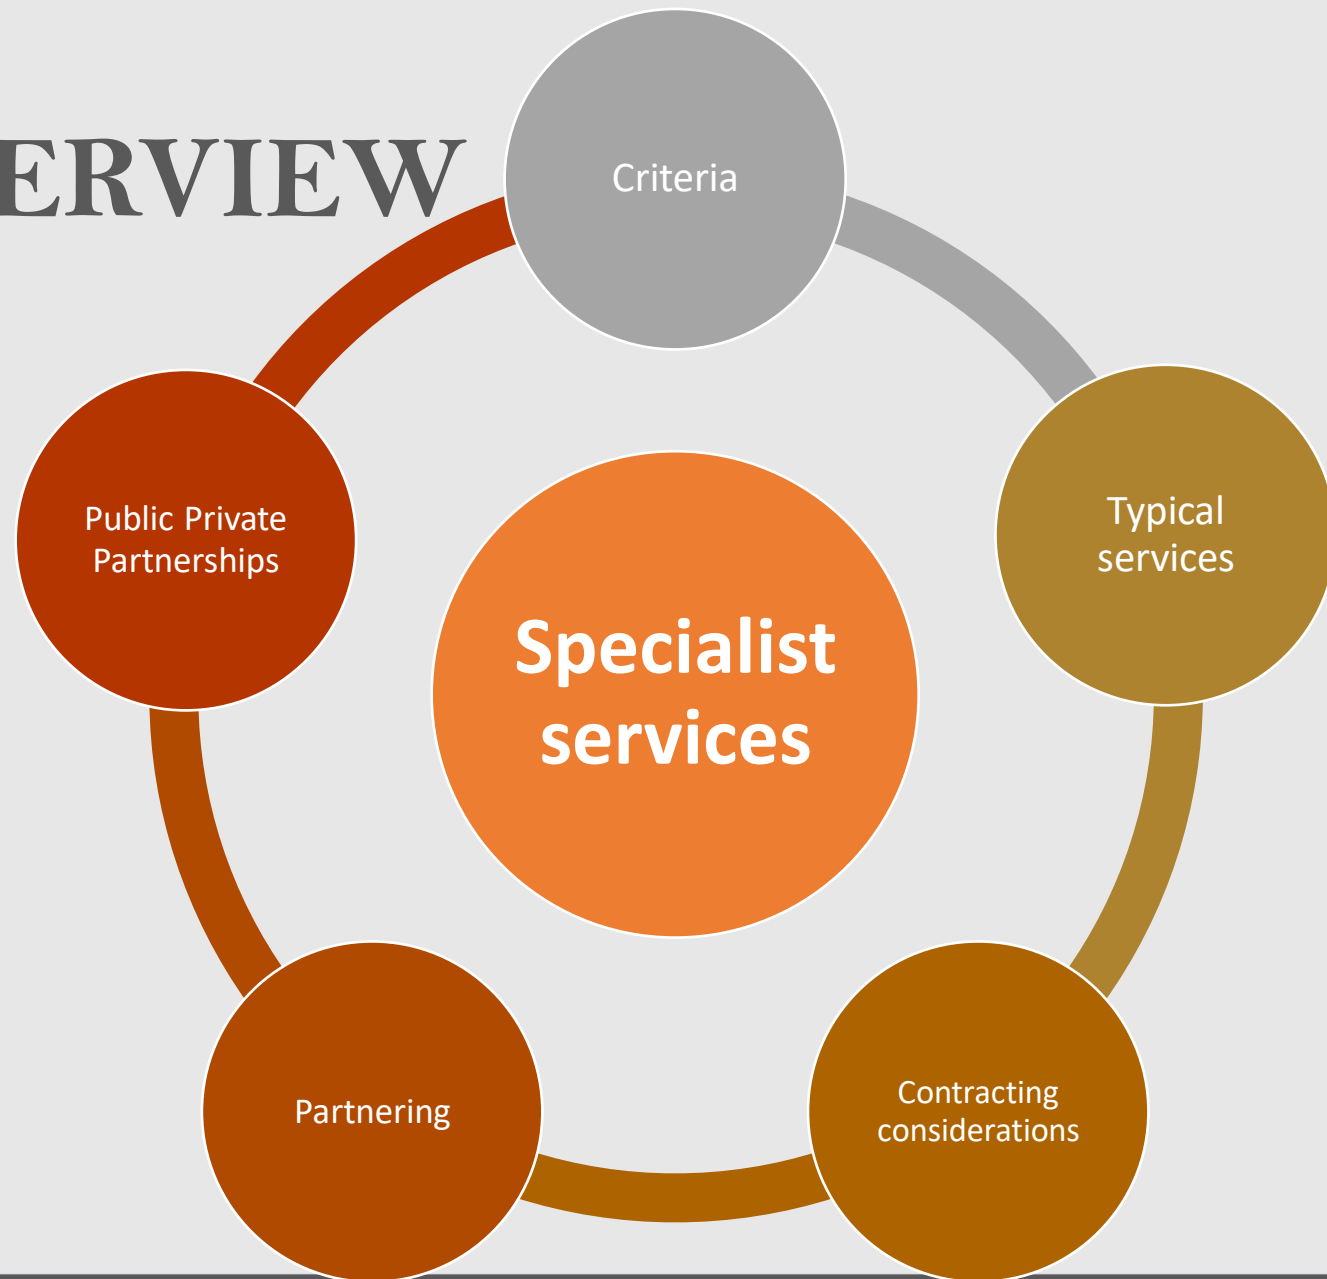 ERVIEW
Criteria
Typical
services
Contracting
considerations
Partnering
Public Private
Partnerships
Specialist
services